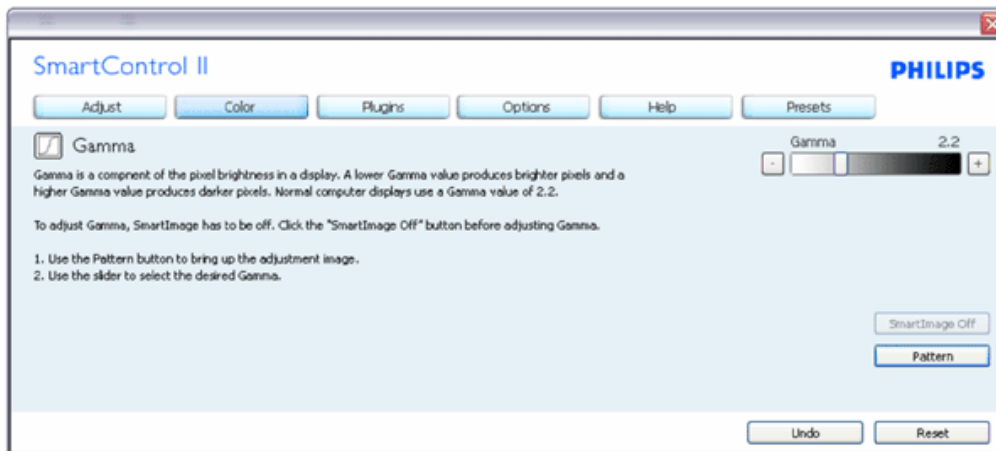 SmartControl II
PHILIPS
Adjust Color Plugins Options Help Presets
Gamma
Gamma 2.2
- +
Gamma is a compnent of the pixel brightness in a display. A lower Gamma value produces brighter pixels and a
higher Gamma value produces darker pixels. Normal computer displays use a Gamma value of 2.2.
To adjust Gamma, SmartImage has to be off. Click the "SmartImage Off" button before adjusting Gamma.
1. Use the Pattern button to bring up the adjustment image.
2. Use the slider to select the desired Gamma.
SmartImage Off
Pattern
Undo Reset